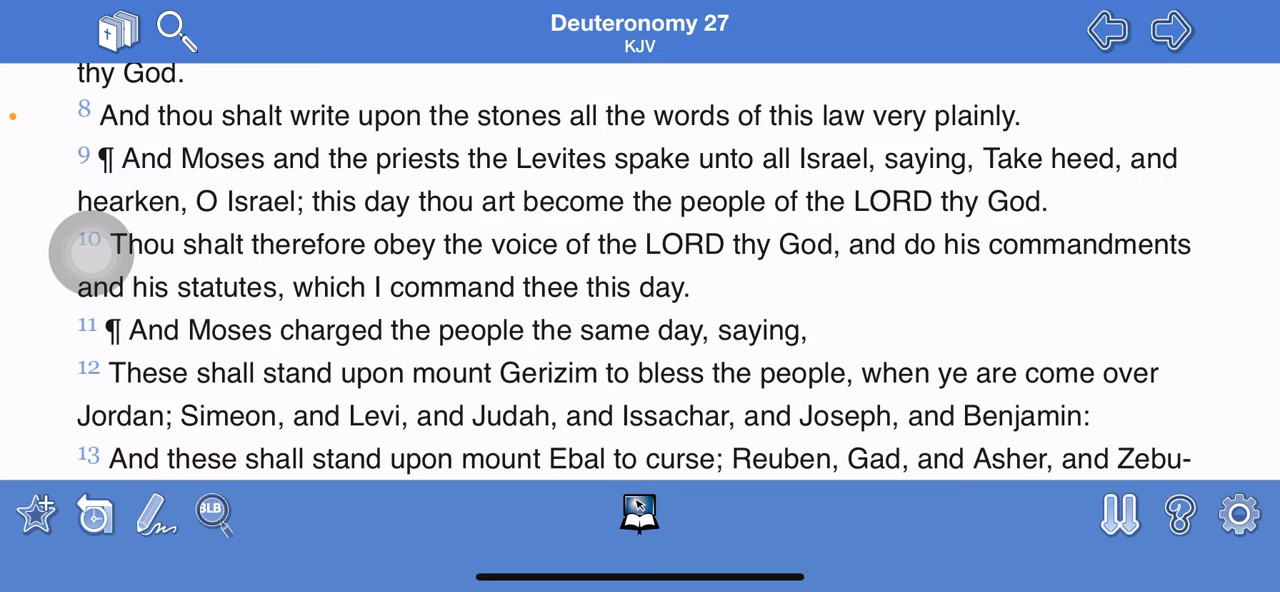 Deuteronomy 27
KJV
thy God.
8 And thou shalt write upon the stones all the words of this law very plainly.
9 ¶ And Moses and the priests the Levites spake unto all Israel, saying, Take heed, and
hearken, O Israel; this day thou art become the people of the LORD thy God.
10 Thou shalt therefore obey the voice of the LORD thy God, and do his commandments
and his statutes, which I command thee this day.
11 ¶ And Moses charged the people the same day, saying,
12 These shall stand upon mount Gerizim to bless the people, when ye are come over
Jordan; Simeon, and Levi, and Judah, and Issachar, and Joseph, and Benjamin:
13 And these shall stand upon mount Ebal to curse; Reuben, Gad, and Asher, and Zebu-
BLB